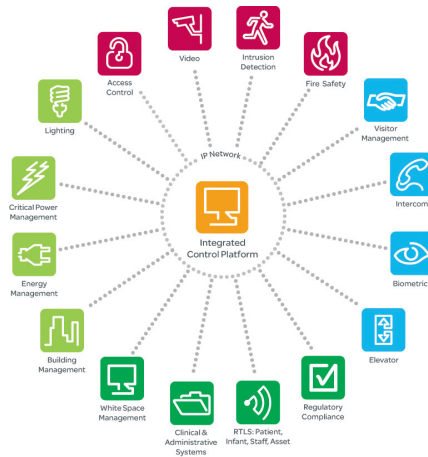 Video
Intrusion
Detection
Access
Control
Fire Safety
Lighting
IP Network
Visitor
Management
Critical Power
Management
Intercom
Integrated
Control Platform
Energy
Management
Biometric
Building
Management
Elevator
White Space
Management
Clinical &
Administrative
Systems
RTLS: Patient,
Infant, Staff, Asset
Regulatory
Compliance